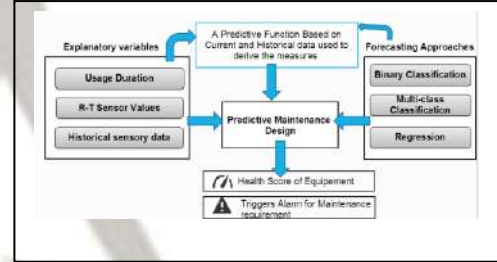 A Predictive Function Based on
Current and Historical data used to
derive the measures
Explanatory variables
Usage Duration
R-T Sensor Values
Historical sensory data
Forecasting Approaches
Binary Classification
Multi-class
Classification
Regression
Predictive Maintenance
Design
Health Score of Equipement
Triggers Alarm for Maintenance
requirement